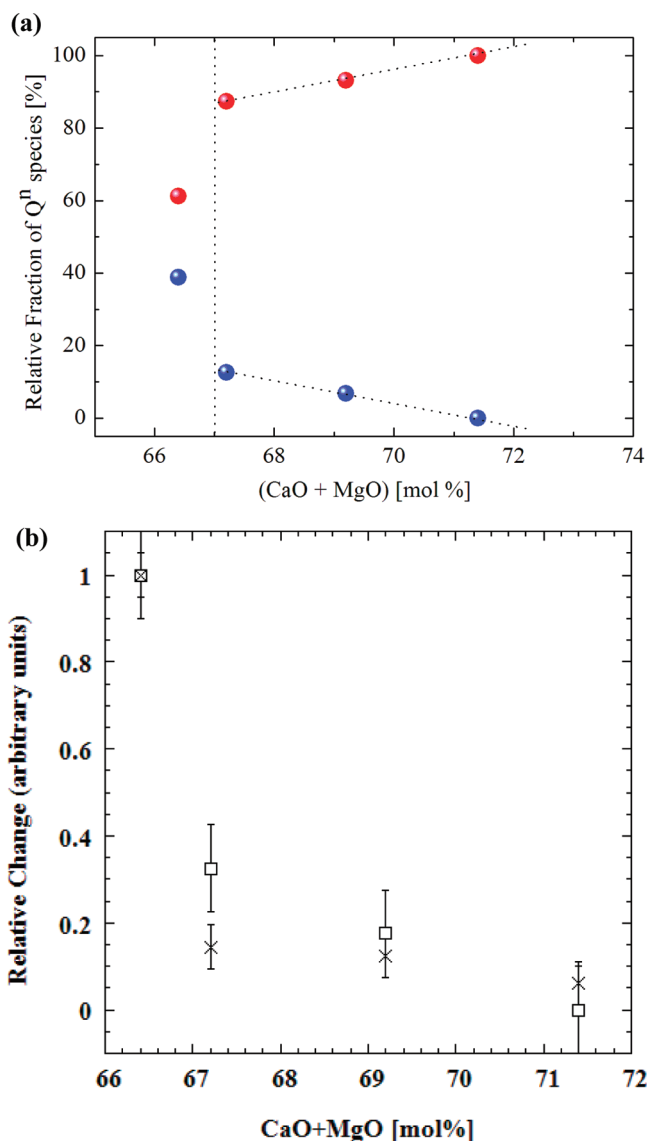 (a)
100
80
60
40
20
0
Relative Fraction of Qⁿ species [%]
66 68 70 72 74
(CaO + MgO) [mol %]
(b)
1
0.8
0.6
0.4
0.2
0
Relative Change (arbitrary units)
66 67 68 69 70 71 72
CaO+MgO [mol%]